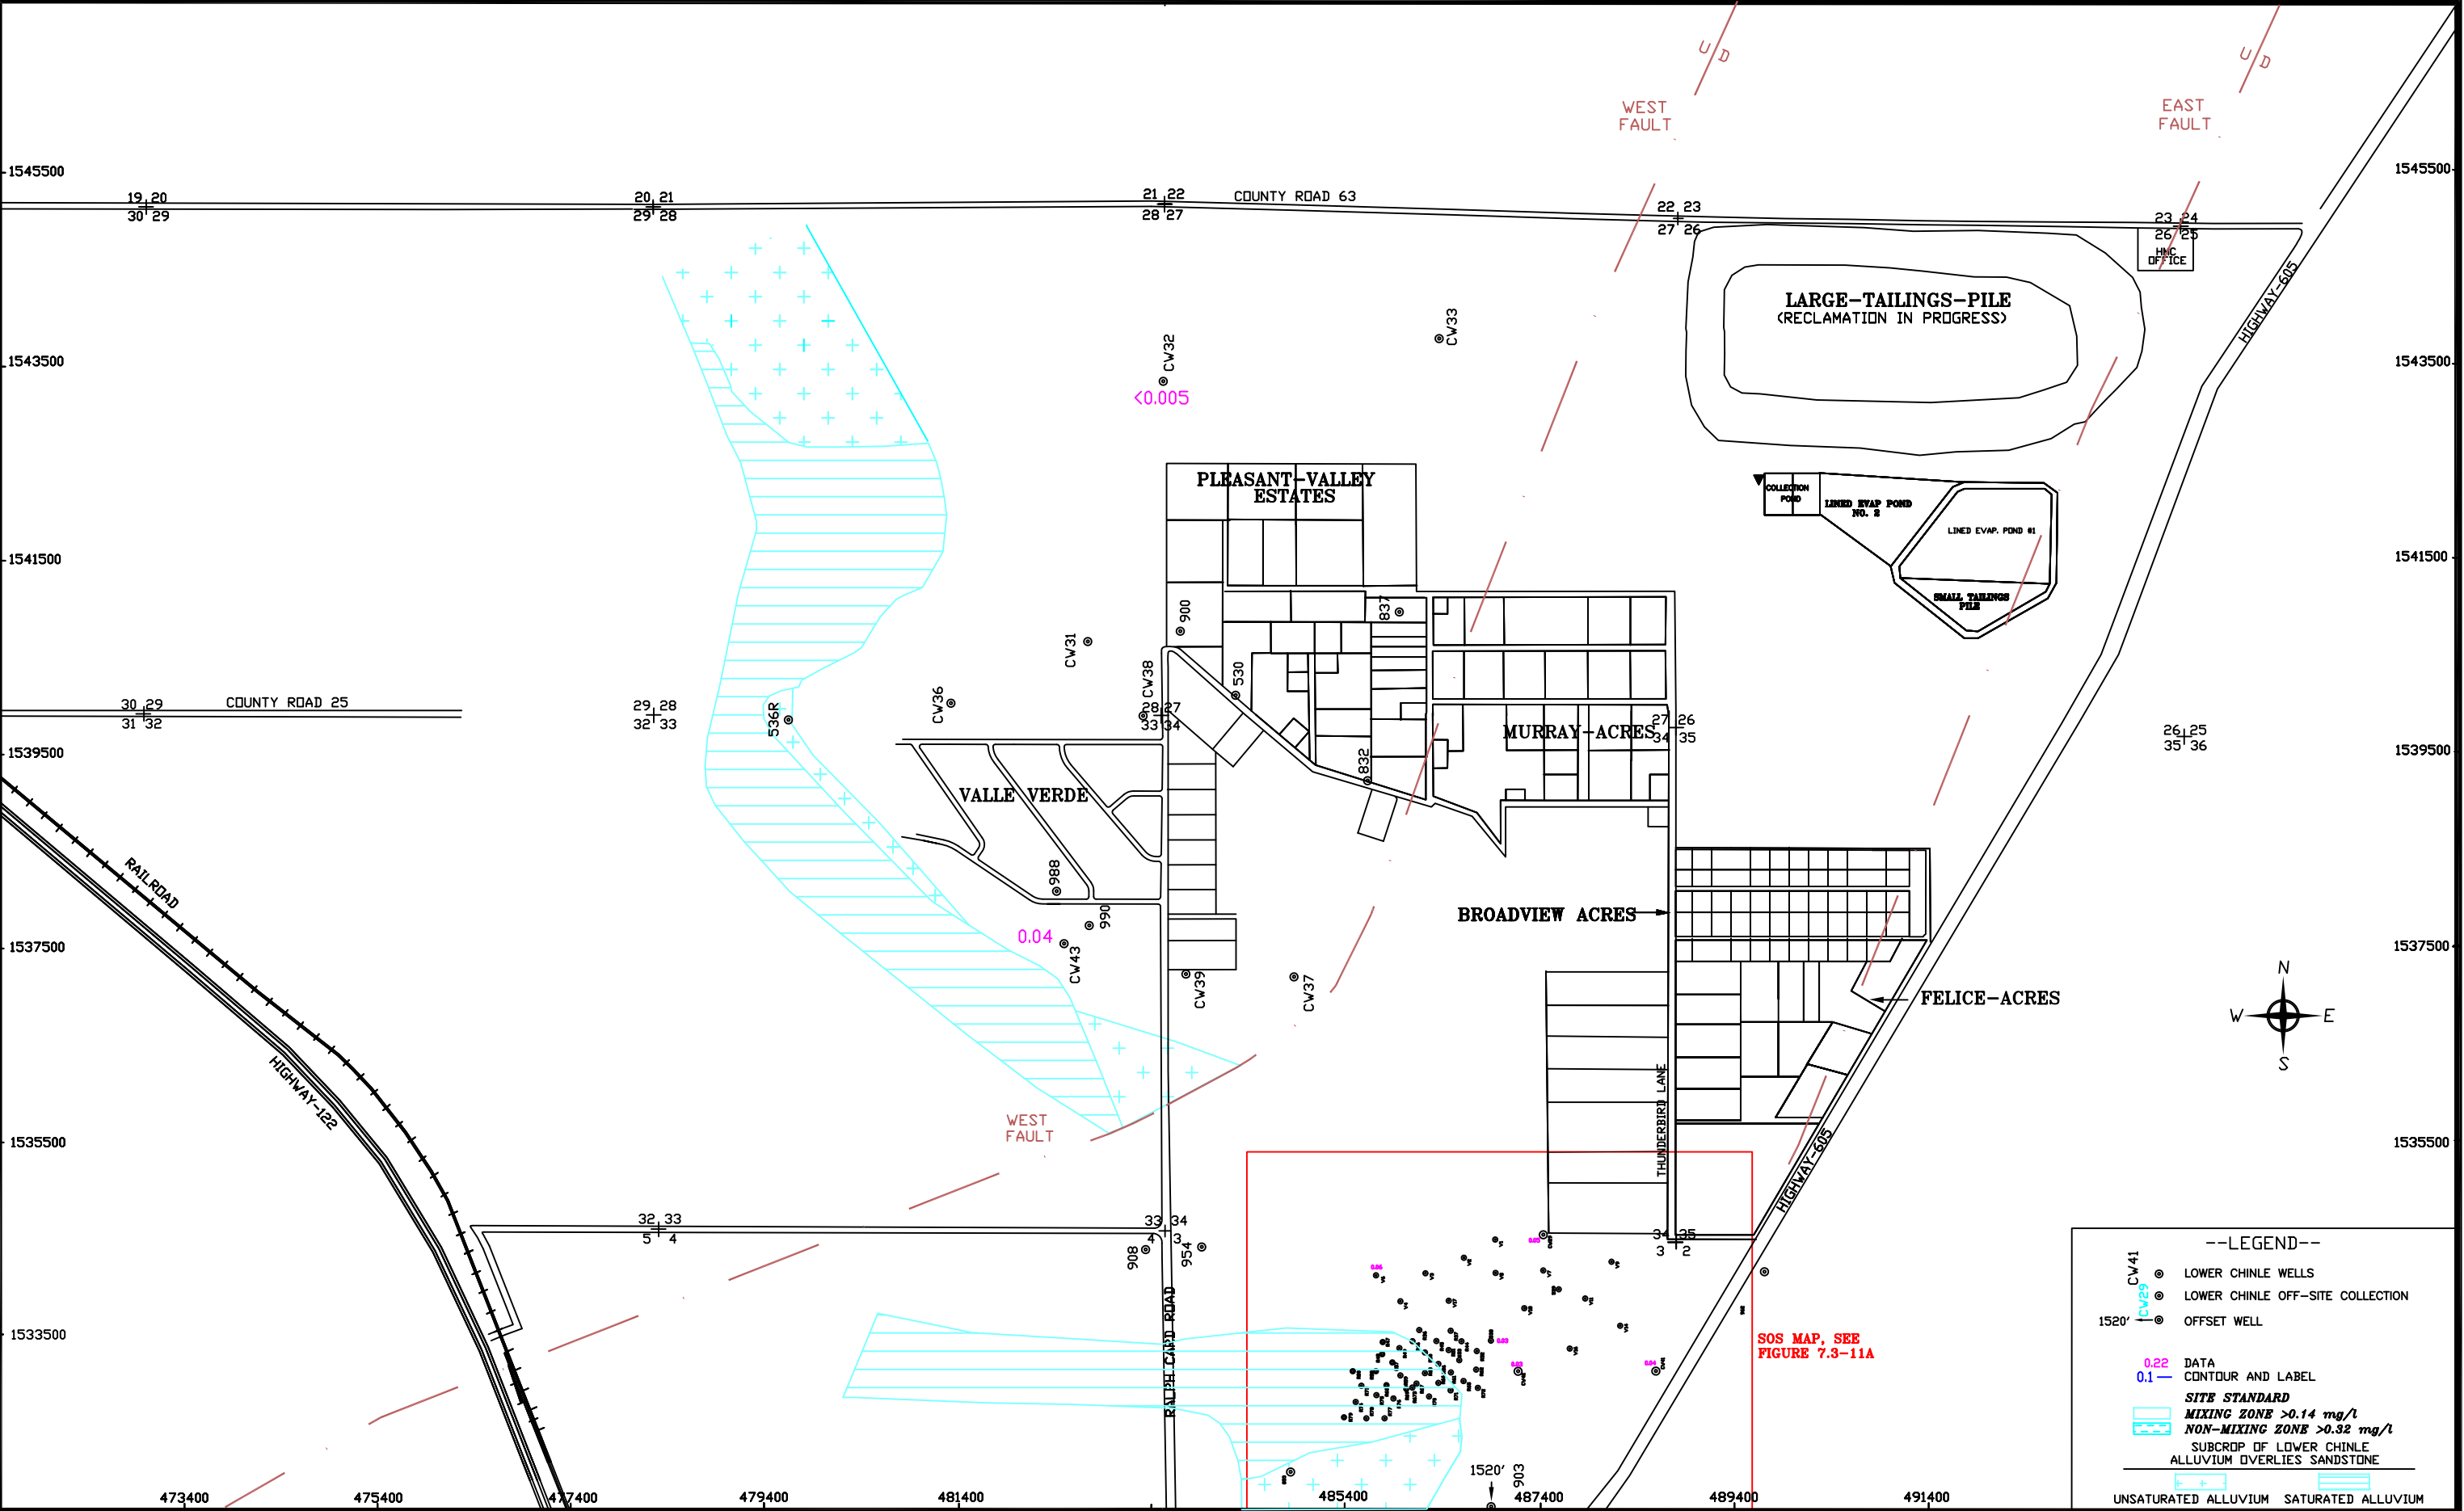 U D
U D
WEST
FAULT
EAST
FAULT
1545500
1545500
19 20
30 29
20 21
29 28
21 22
28 27
COUNTY ROAD 63
22 23
27 26
23 24
26 25
HMC
OFFICE
HIGHWAY-605
LARGE-TAILINGS-PILE
(RECLAMATION IN PROGRESS)
CW33
CW32
<0.005
1543500
1543500
PLEASANT-VALLEY
ESTATES
COLLECTION
POND
LINED EVAP POND
NO. 2
LINED EVAP. POND #1
SMALL TAILINGS
PILE
1541500
1541500
900
837
CW31
CW38
530
CW36
536R
30 29
31 32
COUNTY ROAD 25
29 28
32 33
28 27
33 34
MURRAY-ACRES
27 26
34 35
26 25
35 36
1539500
1539500
832
VALLE VERDE
RAILROAD
988
990
0.04
CW43
CW39
CW37
BROADVIEW ACRES
1537500
1537500
FELICE-ACRES
N
W E
S
HIGHWAY-122
WEST
FAULT
THUNDERBIRD LANE
HIGHWAY-605
1535500
1535500
32 33
5 4
33 34
4 3
34 35
3 2
908
954
RALPH CARD ROAD
0.05
0.06
0.03
0.03
0.04
1533500
SOS MAP, SEE
FIGURE 7.3-11A
1520'
903
473400
475400
477400
479400
481400
485400
487400
489400
491400
--LEGEND--
CW41
LOWER CHINLE WELLS
CW29
LOWER CHINLE OFF-SITE COLLECTION
1520'
OFFSET WELL
0.22 DATA
0.1 — CONTOUR AND LABEL
SITE STANDARD
MIXING ZONE >0.14 mg/l
NON-MIXING ZONE >0.32 mg/l
SUBCROP OF LOWER CHINLE
ALLUVIUM OVERLIES SANDSTONE
UNSATURATED ALLUVIUM SATURATED ALLUVIUM